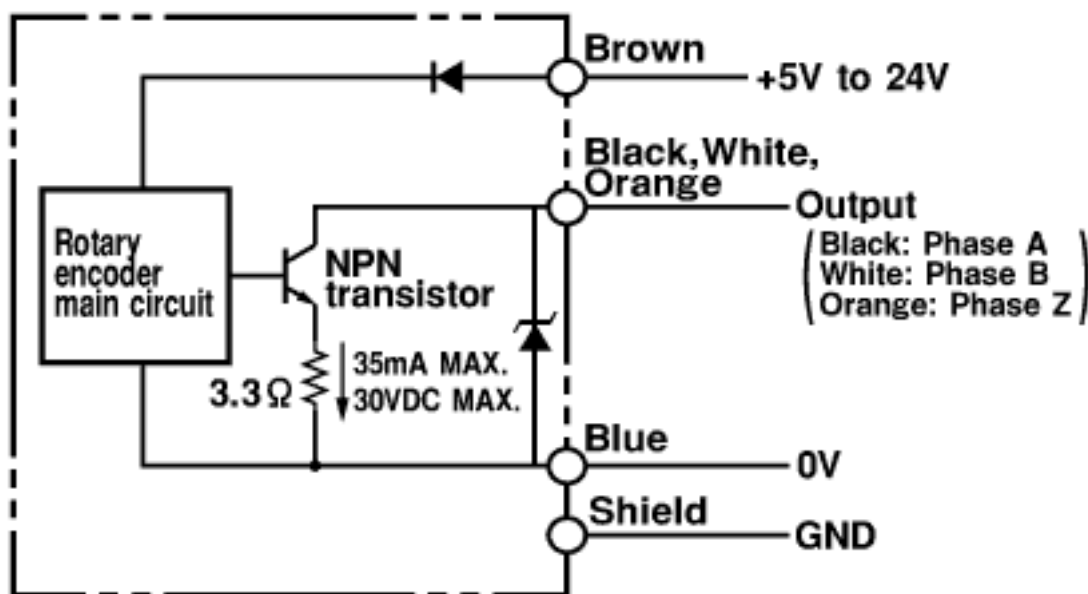 Brown
+5V to 24V
Black,White,
Orange
Output
(Black: Phase A
White: Phase B
Orange: Phase Z)
Rotary
encoder
main circuit
NPN
transistor
3.3Ω
35mA MAX.
30VDC MAX.
Blue
0V
Shield
GND